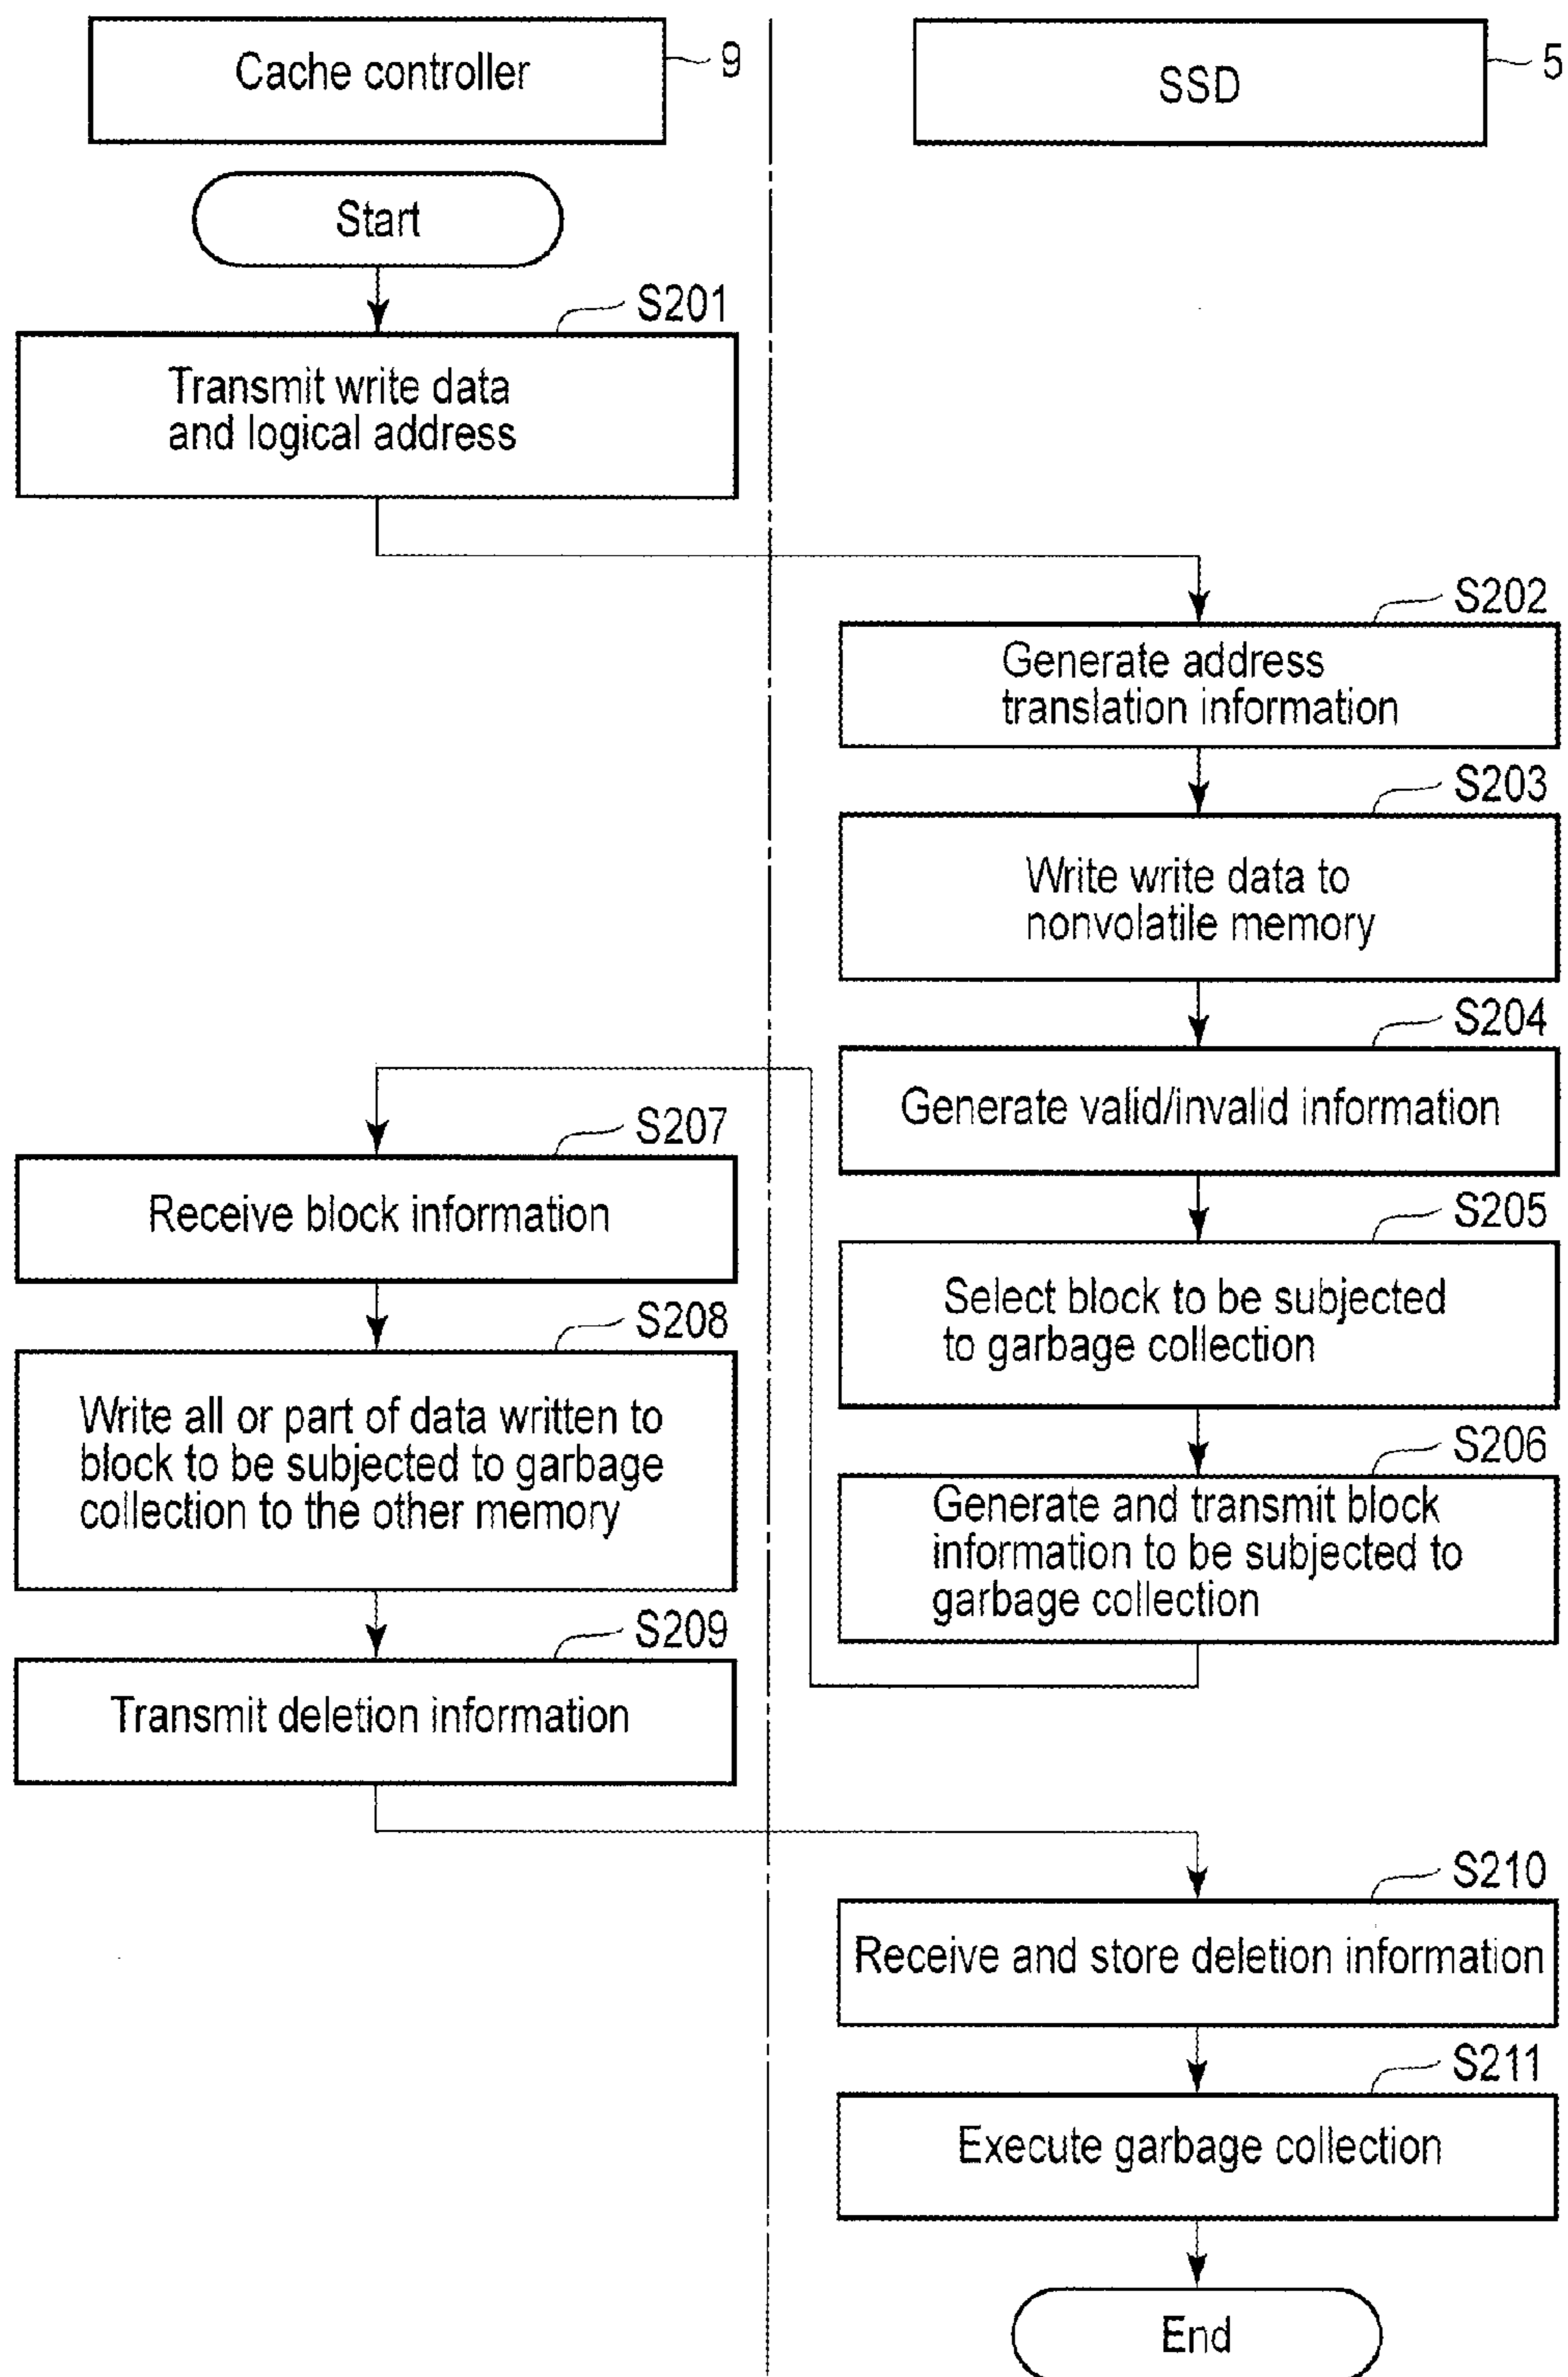 Cache controller
9
SSD
5
Start
S201
Transmit write data
and logical address
S202
Generate address
translation information
S203
Write write data to
nonvolatile memory
S204
Generate valid/invalid information
S205
Select block to be subjected
to garbage collection
S206
Generate and transmit block
information to be subjected to
garbage collection
S207
Receive block information
S208
Write all or part of data written to
block to be subjected to garbage
collection to the other memory
S209
Transmit deletion information
S210
Receive and store deletion information
S211
Execute garbage collection
End